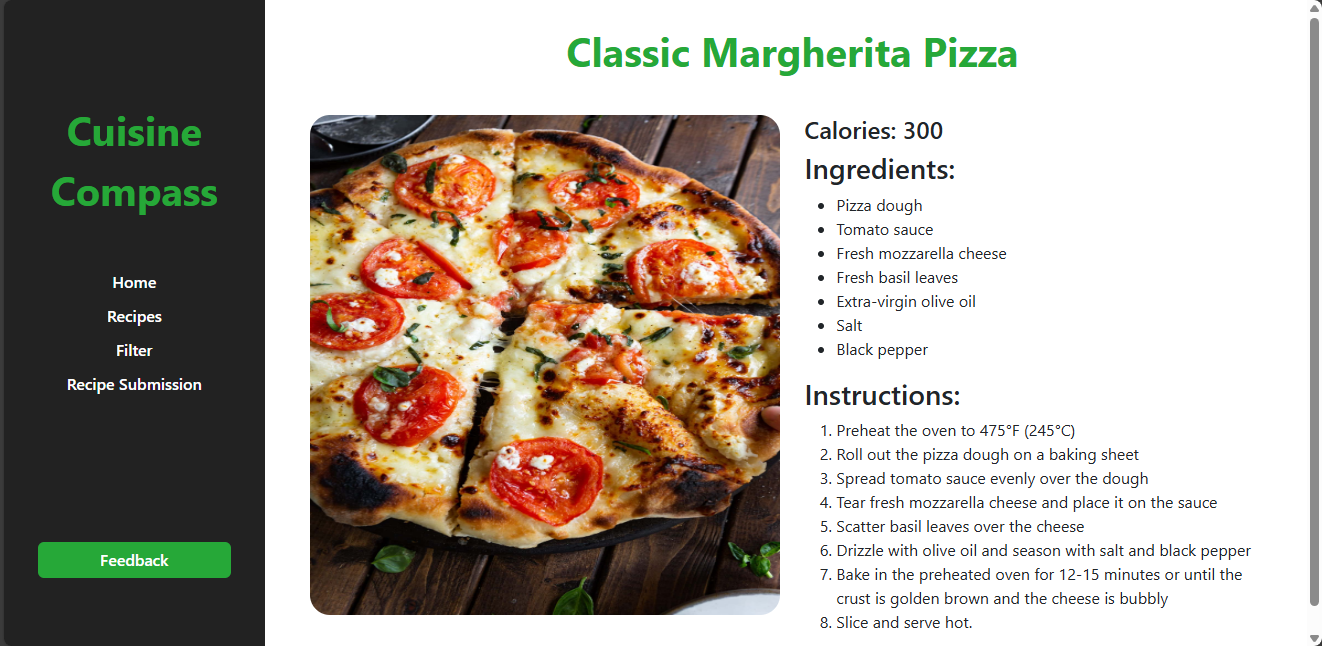 Cuisine
Compass
Home
Recipes
Filter
Recipe Submission
Feedback
Classic Margherita Pizza
Calories: 300
Ingredients:
Pizza dough
Tomato sauce
Fresh mozzarella cheese
Fresh basil leaves
Extra-virgin olive oil
Salt
Black pepper
Instructions:
1. Preheat the oven to 475°F (245°C)
2. Roll out the pizza dough on a baking sheet
3. Spread tomato sauce evenly over the dough
4. Tear fresh mozzarella cheese and place it on the sauce
5. Scatter basil leaves over the cheese
6. Drizzle with olive oil and season with salt and black pepper
7. Bake in the preheated oven for 12-15 minutes or until the
crust is golden brown and the cheese is bubbly
8. Slice and serve hot.